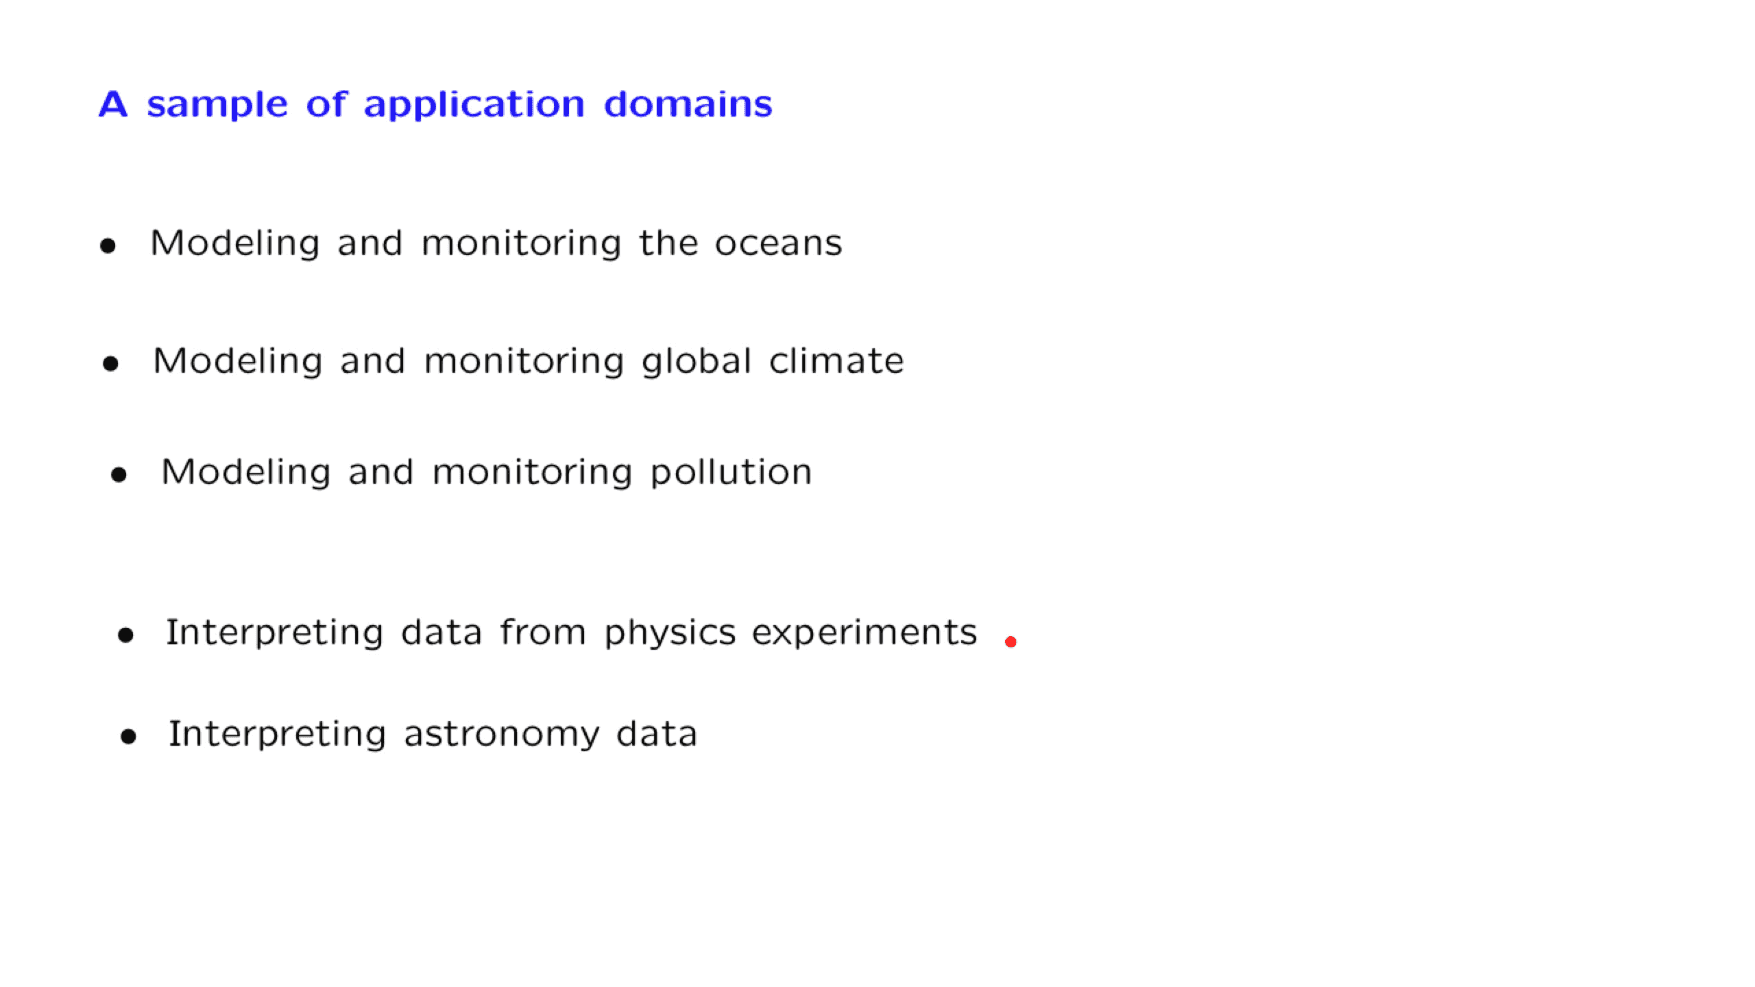 A sample of application domains
• Modeling and monitoring the oceans
• Modeling and monitoring global climate
• Modeling and monitoring pollution
• Interpreting data from physics experiments
• Interpreting astronomy data